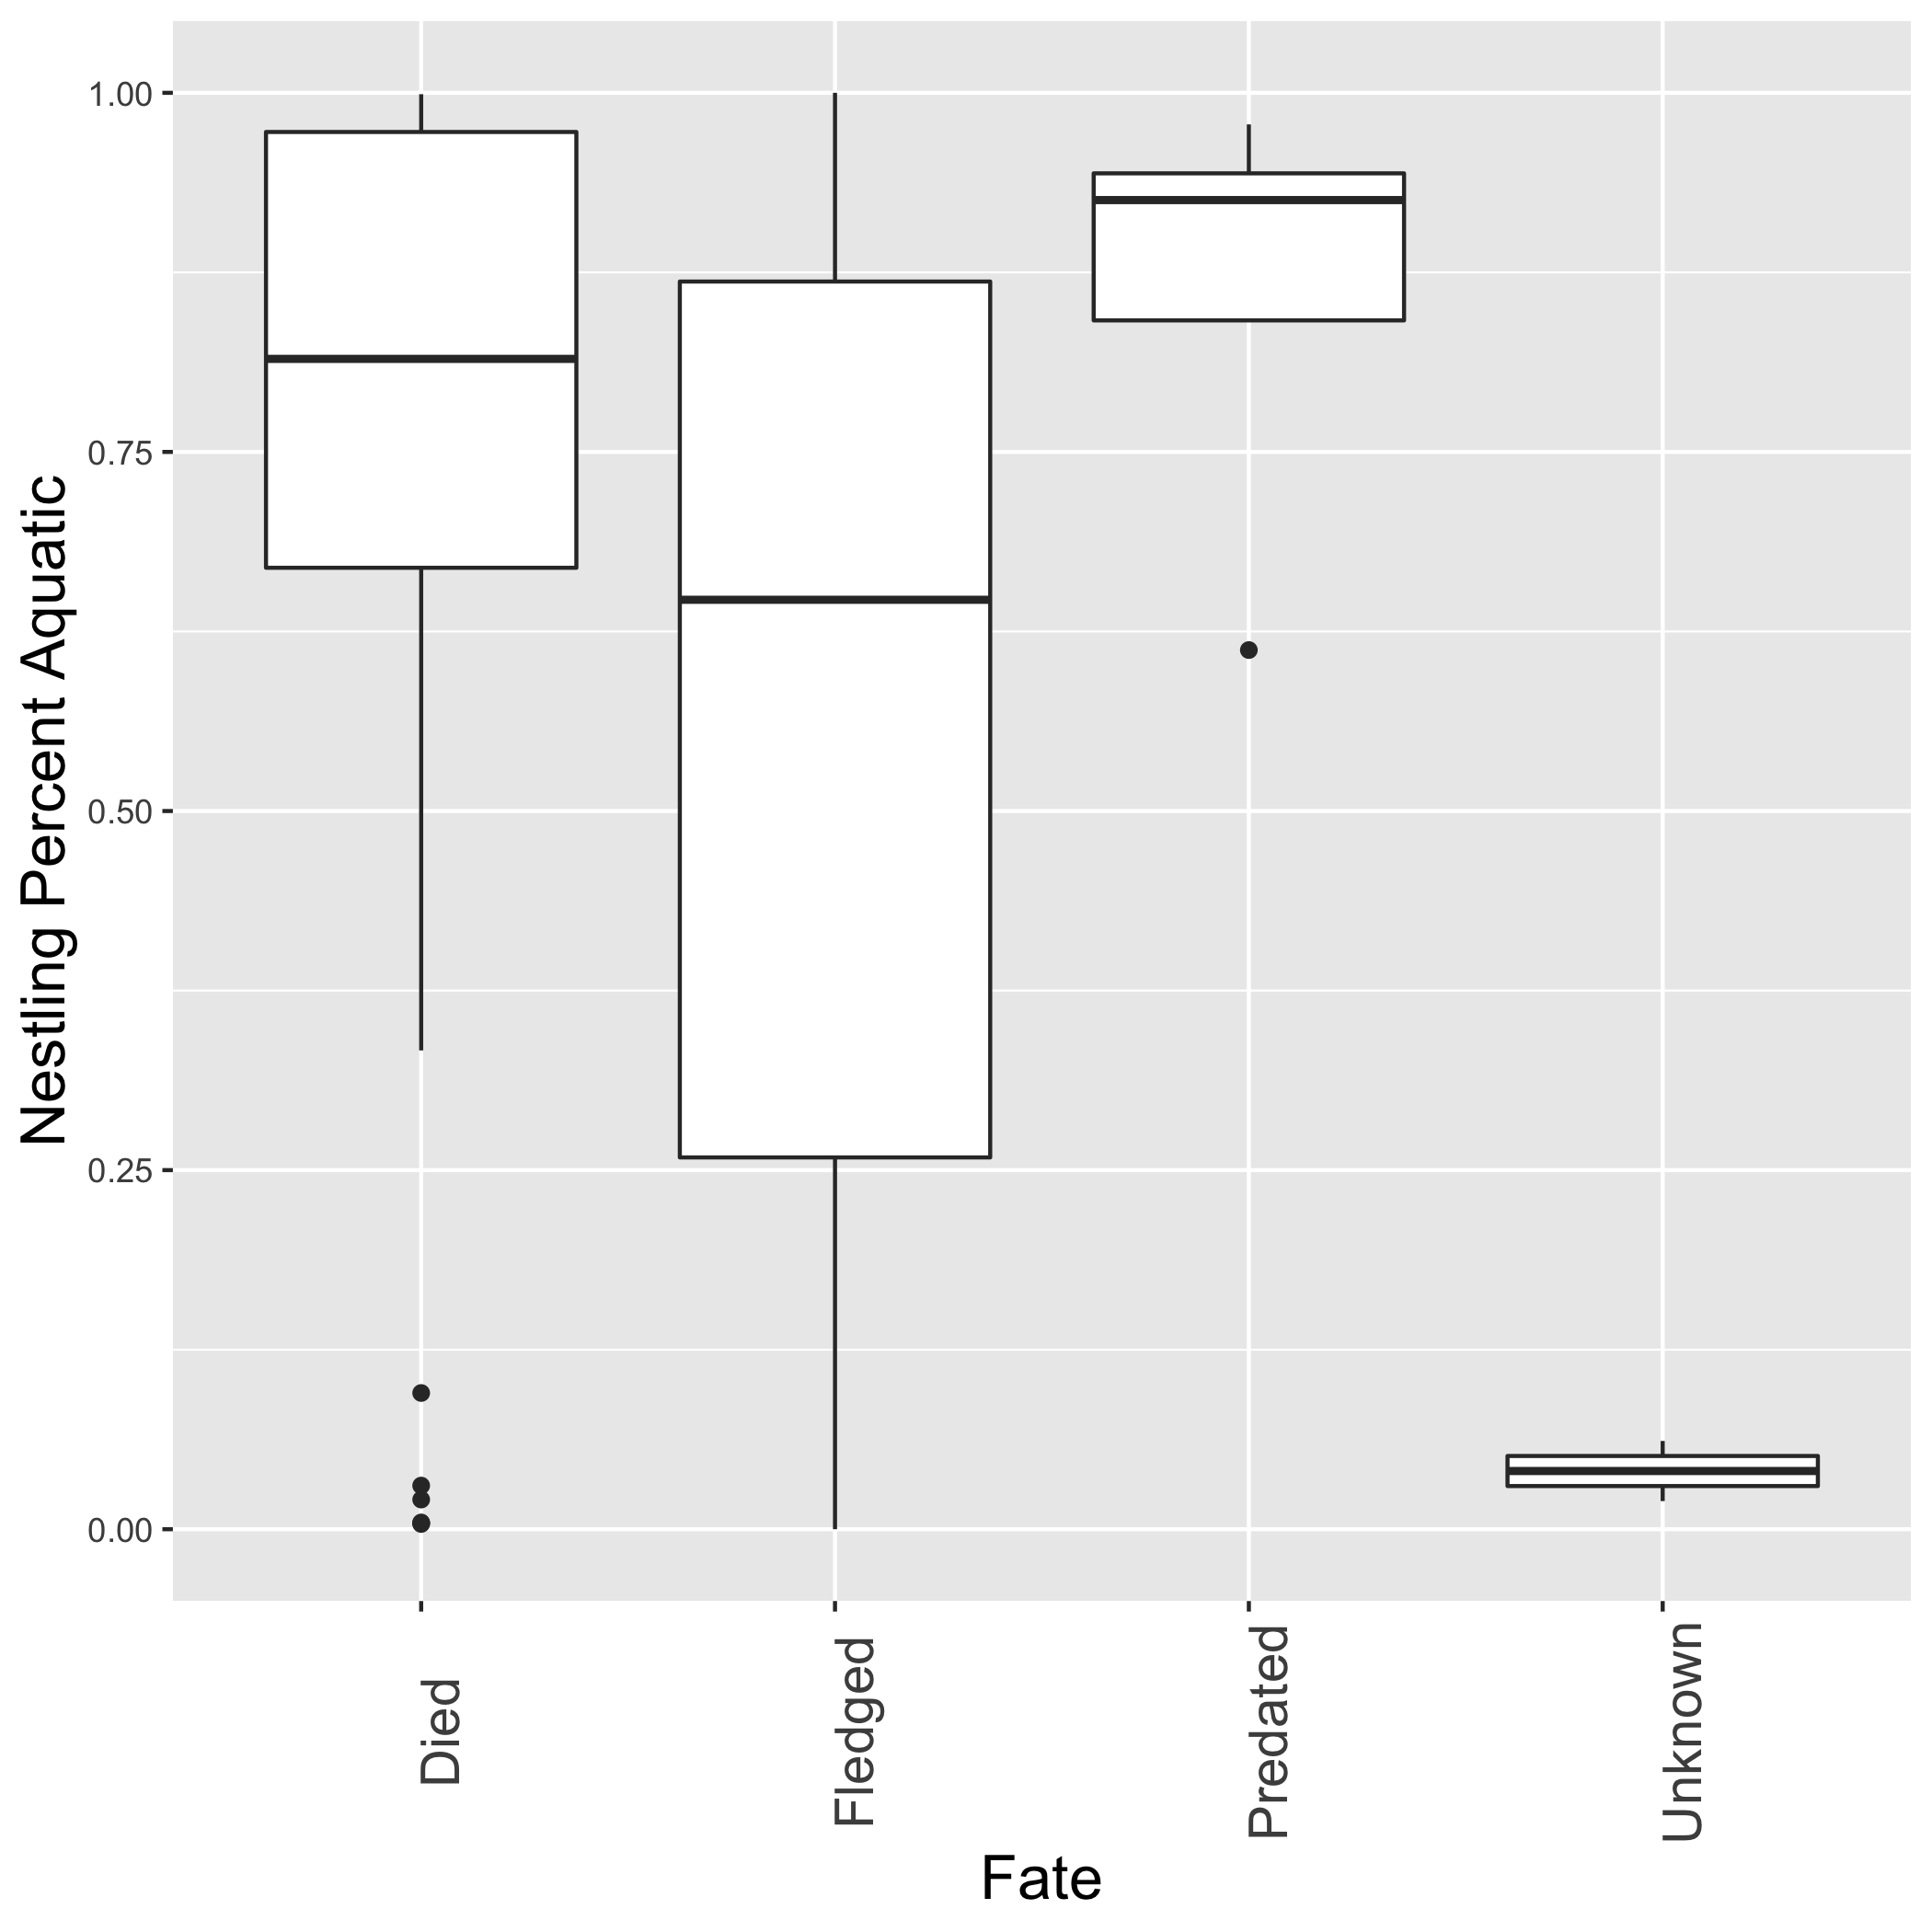 Nestling Percent Aquatic
1.00
0.75
0.50
0.25
0.00
Died
Fledged
Predated
Unknown
Fate